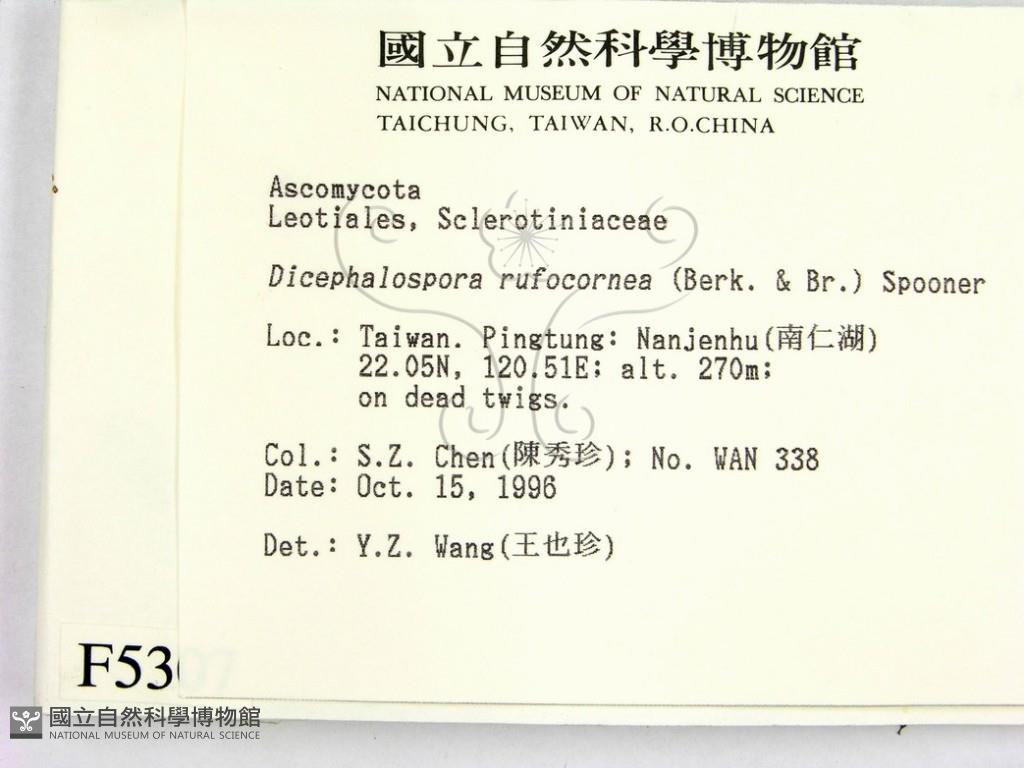 國立自然科學博物館
NATIONAL MUSEUM OF NATURAL SCIENCE
TAICHUNG, TAIWAN, R.O.CHINA
Ascomycota
Leotiales, Sclerotiniaceae
Dicephalospora rufocornea (Berk. & Br.) Spooner
Loc.: Taiwan. Pingtung: Nanjenhu(南仁湖)
22.05N, 120.51E; alt. 270m;
on dead twigs.
Col.: S.Z. Chen(陳秀珍); No. WAN 338
Date: Oct. 15, 1996
Det.: Y.Z. Wang(王也珍)
F5307
國立自然科學博物館
NATIONAL MUSEUM OF NATURAL SCIENCE